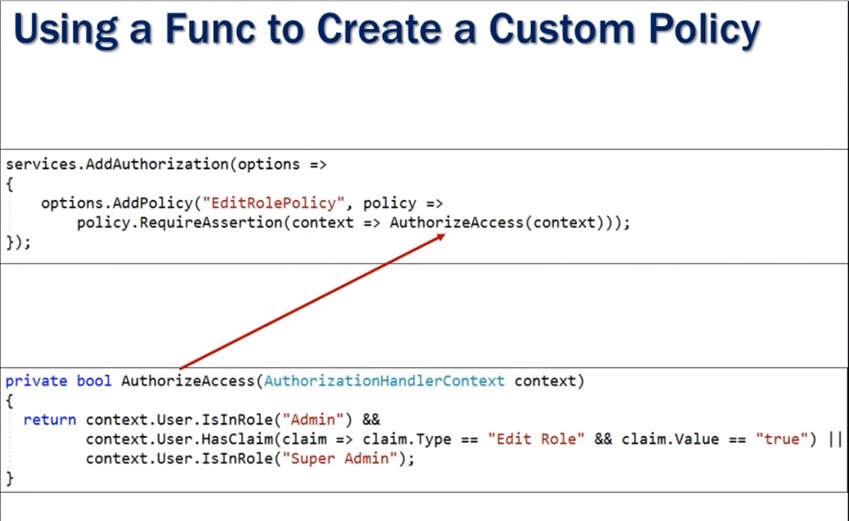 Using a Func to Create a Custom Policy
services.AddAuthorization(options =>
{
    options.AddPolicy("EditRolePolicy", policy =>
        policy.RequireAssertion(context => AuthorizeAccess(context)));
});
private bool AuthorizeAccess(AuthorizationHandlerContext context)
{
  return context.User.IsInRole("Admin") &&
         context.User.HasClaim(claim => claim.Type == "Edit Role" && claim.Value == "true") ||
         context.User.IsInRole("Super Admin");
}